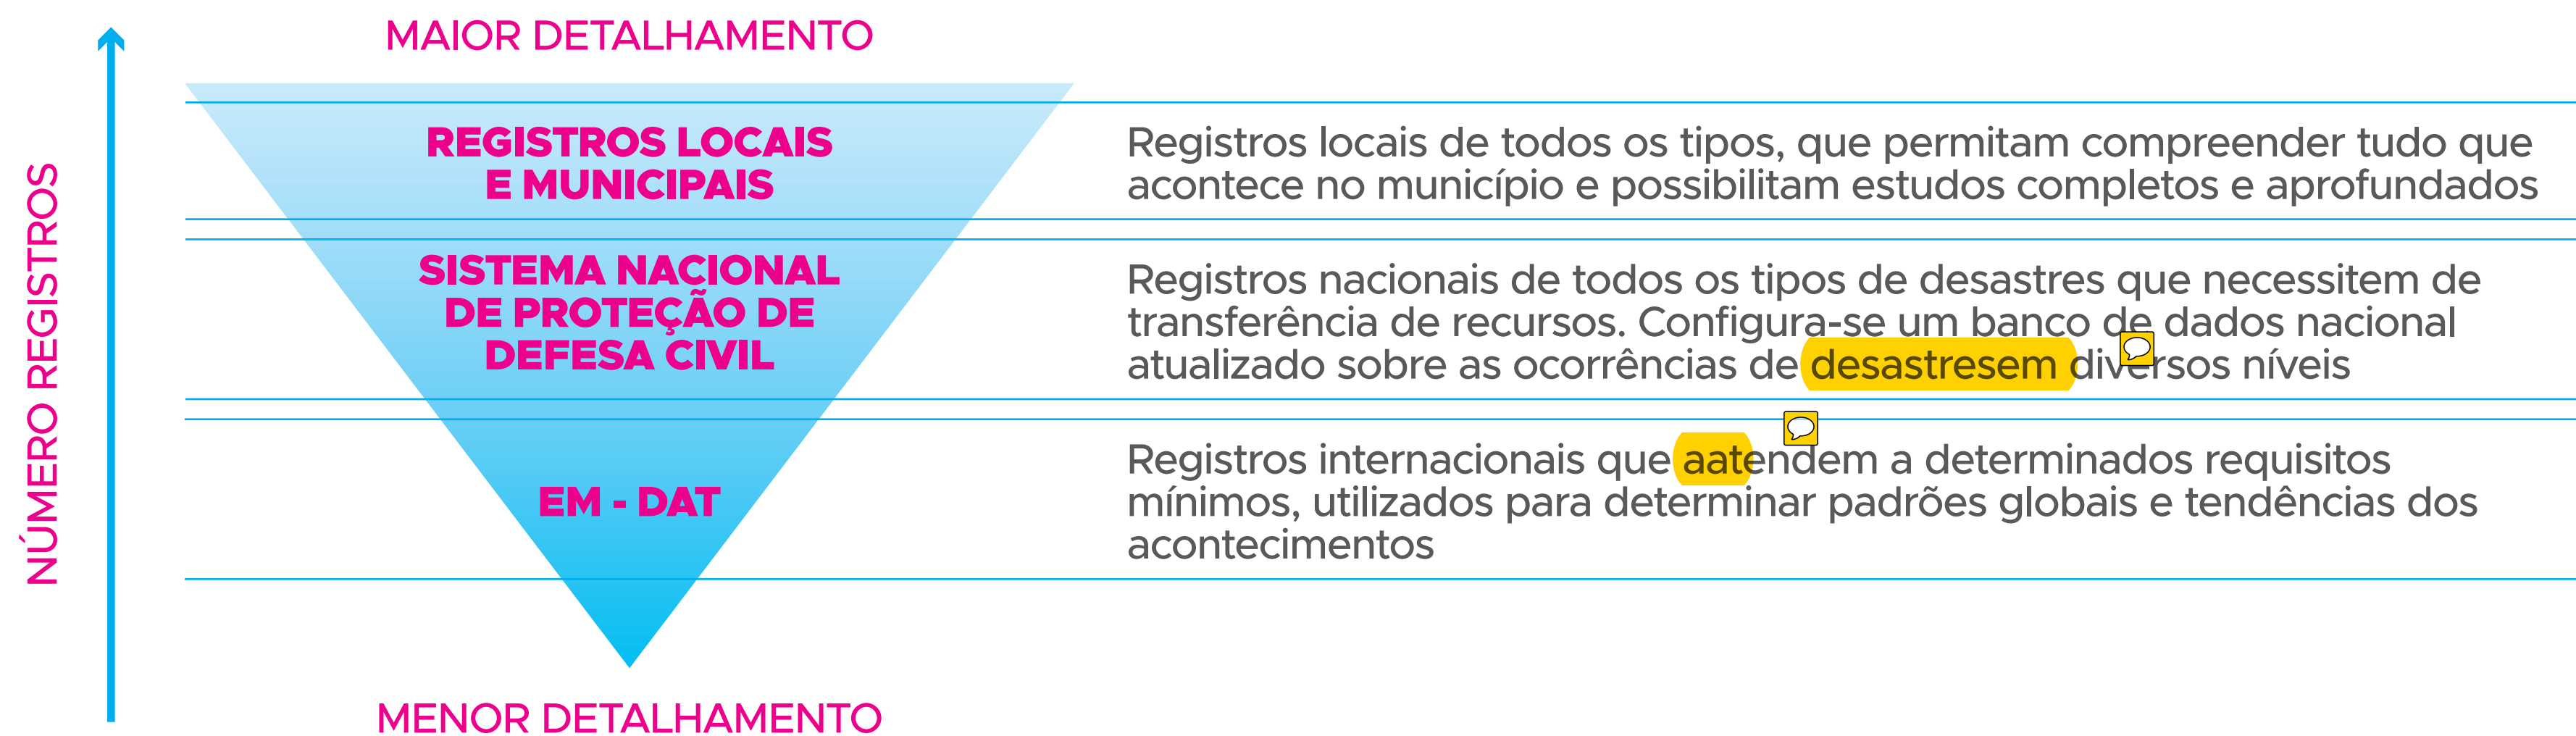 MAIOR DETALHAMENTO
NÚMERO REGISTROS
REGISTROS LOCAIS
E MUNICIPAIS
Registros locais de todos os tipos, que permitam compreender tudo que
acontece no município e possibilitam estudos completos e aprofundados
SISTEMA NACIONAL
DE PROTEÇÃO DE
DEFESA CIVIL
Registros nacionais de todos os tipos de desastres que necessitem de
transferência de recursos. Configura-se um banco de dados nacional
atualizado sobre as ocorrências de desastresem diversos níveis
EM - DAT
Registros internacionais que aatendem a determinados requisitos
mínimos, utilizados para determinar padrões globais e tendências dos
acontecimentos
MENOR DETALHAMENTO